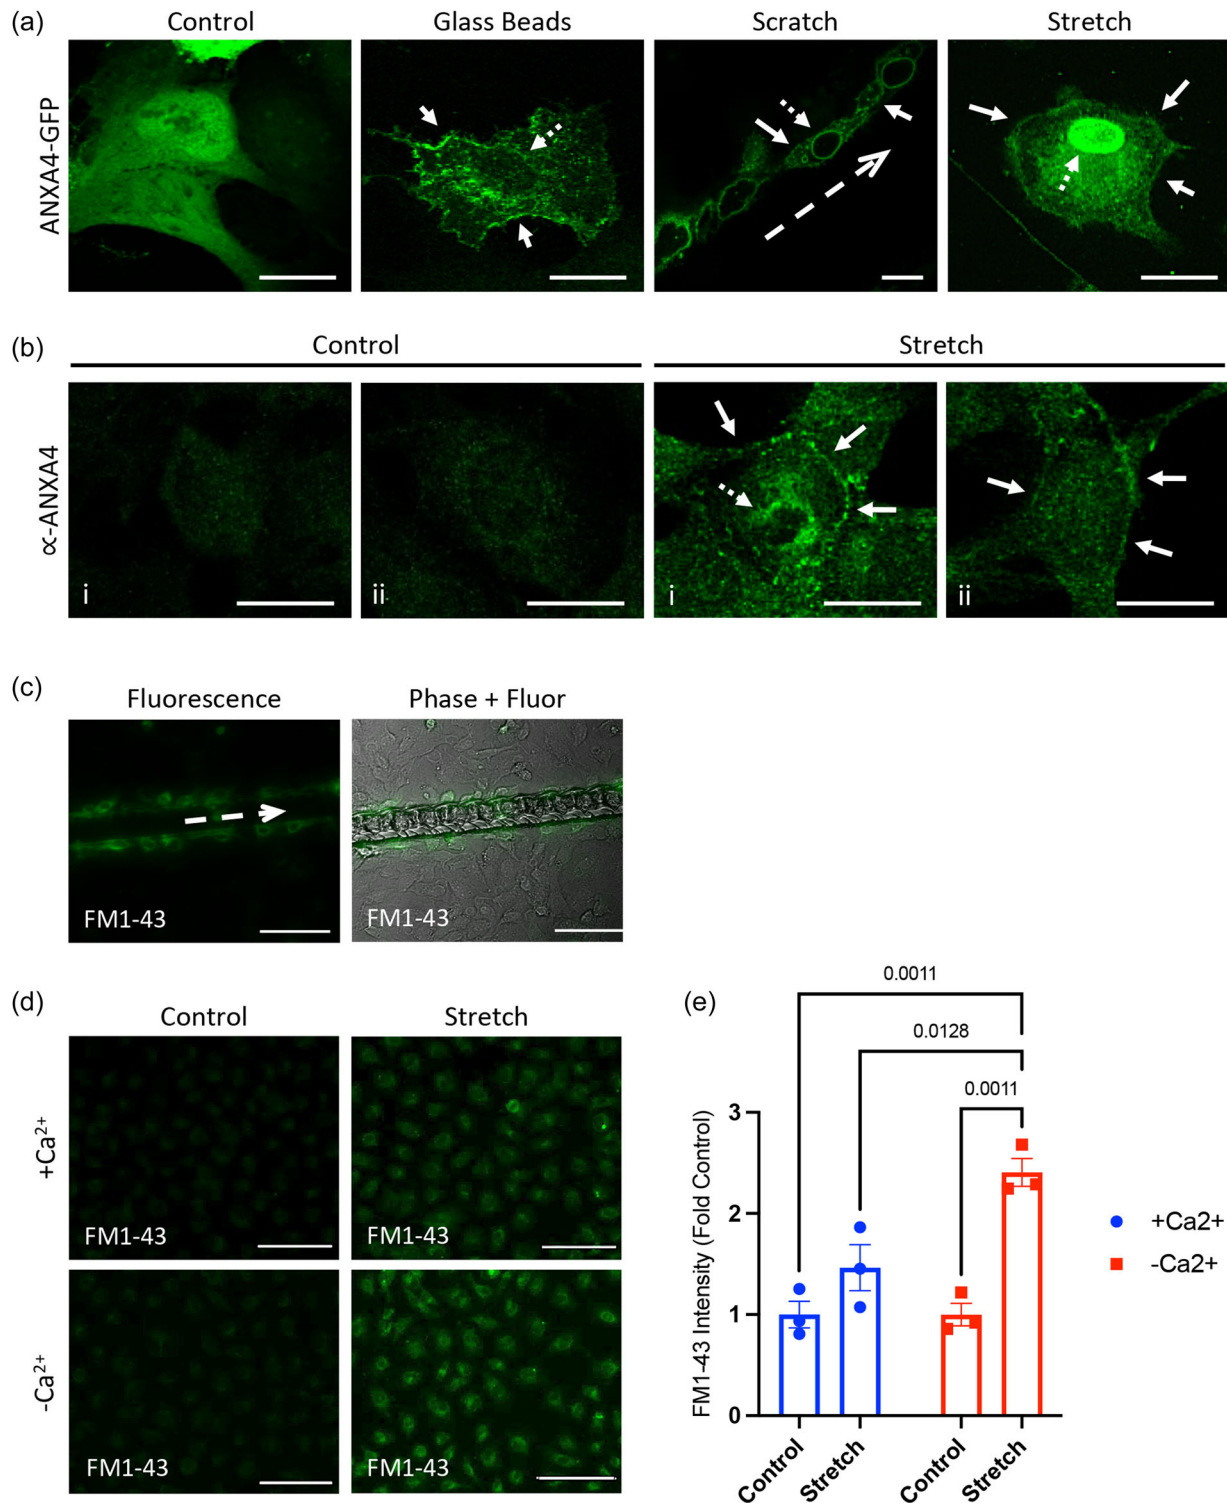 (a)
Control
Glass Beads
Scratch
Stretch
ANXA4-GFP
(b)
Control
Stretch
∝-ANXA4
i
ii
i
ii
(c)
Fluorescence
Phase + Fluor
FM1-43
FM1-43
(d)
Control
Stretch
+Ca²⁺
FM1-43
FM1-43
-Ca²⁺
FM1-43
FM1-43
(e)
0.0011
0.0128
0.0011
FM1-43 Intensity (Fold Control)
3
2
1
0
Control
Stretch
Control
Stretch
+Ca2+
-Ca2+